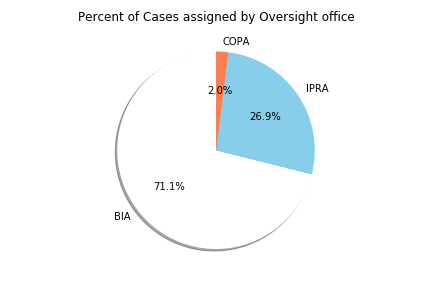 Percent of Cases assigned by Oversight office
COPA
2.0%
IPRA
26.9%
71.1%
BIA